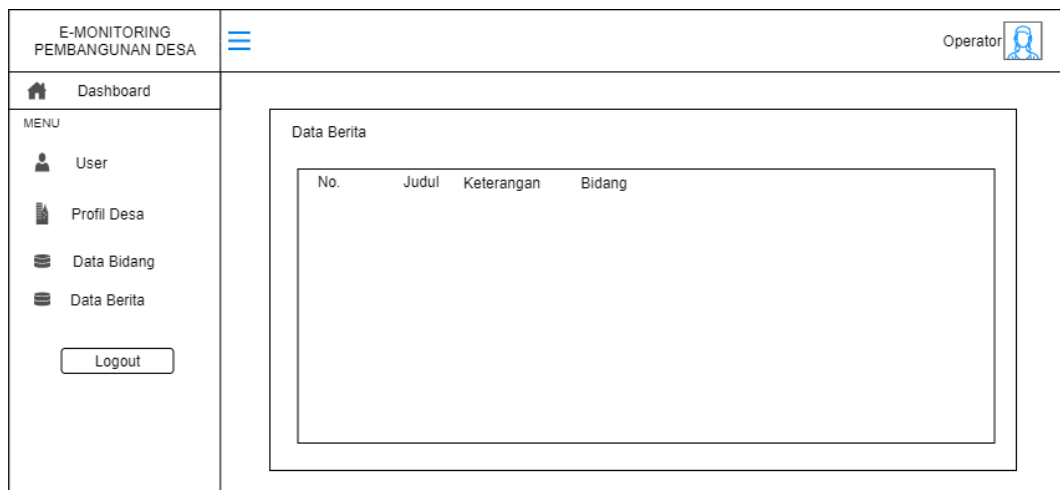 E-MONITORING
PEMBANGUNAN DESA
Operator
Dashboard
MENU
User
Profil Desa
Data Bidang
Data Berita
Logout
Data Berita
No. Judul Keterangan Bidang